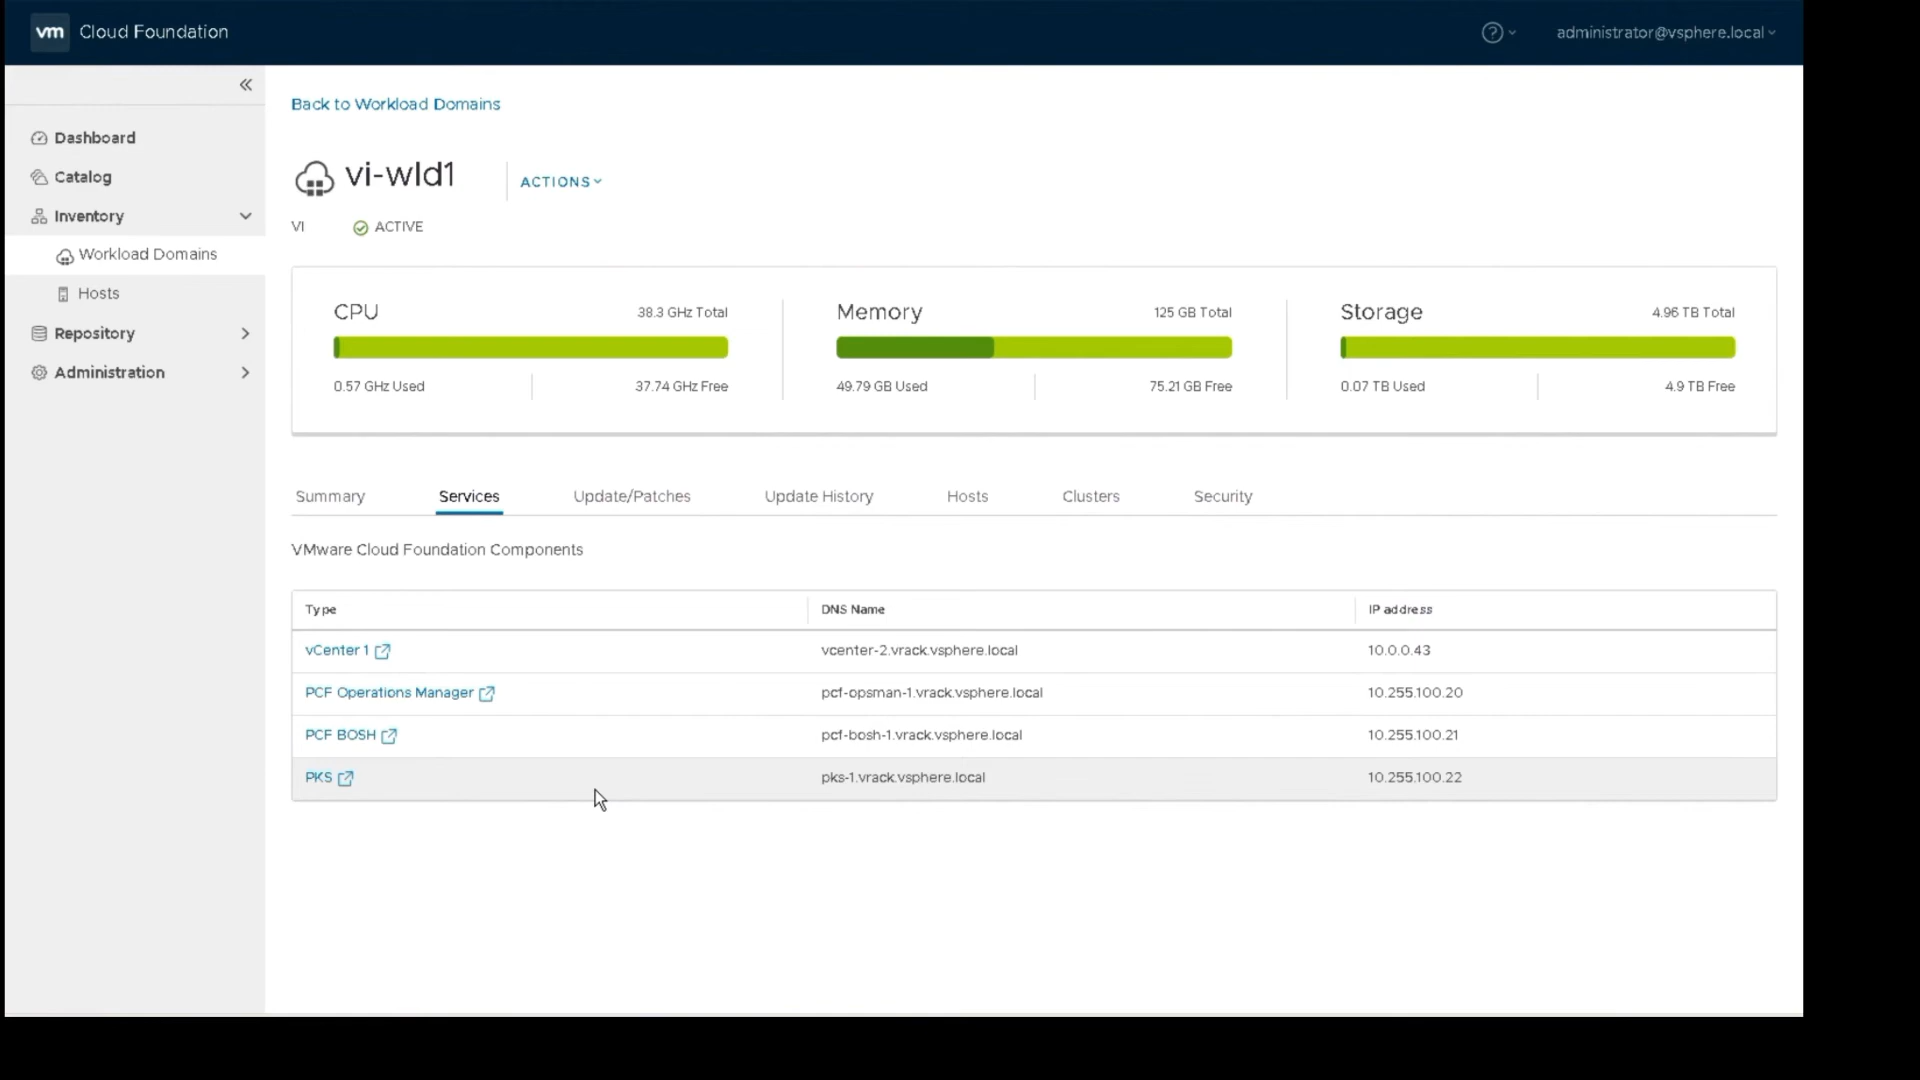 vm Cloud Foundation
administrator@vsphere.local
Back to Workload Domains
Dashboard
Catalog
Inventory
Workload Domains
Hosts
Repository
Administration
vi-wld1 ACTIONS
VI ACTIVE
CPU 38.3 GHz Total
0.57 GHz Used 37.74 GHz Free
Memory 125 GB Total
49.79 GB Used 75.21 GB Free
Storage 4.96 TB Total
0.07 TB Used 4.9 TB Free
Summary Services Update/Patches Update History Hosts Clusters Security
VMware Cloud Foundation Components
Type DNS Name IP address
vCenter 1 vcenter-2.vrack.vsphere.local 10.0.0.43
PCF Operations Manager pcf-opsman-1.vrack.vsphere.local 10.255.100.20
PCF BOSH pcf-bosh-1.vrack.vsphere.local 10.255.100.21
PKS pks-1.vrack.vsphere.local 10.255.100.22